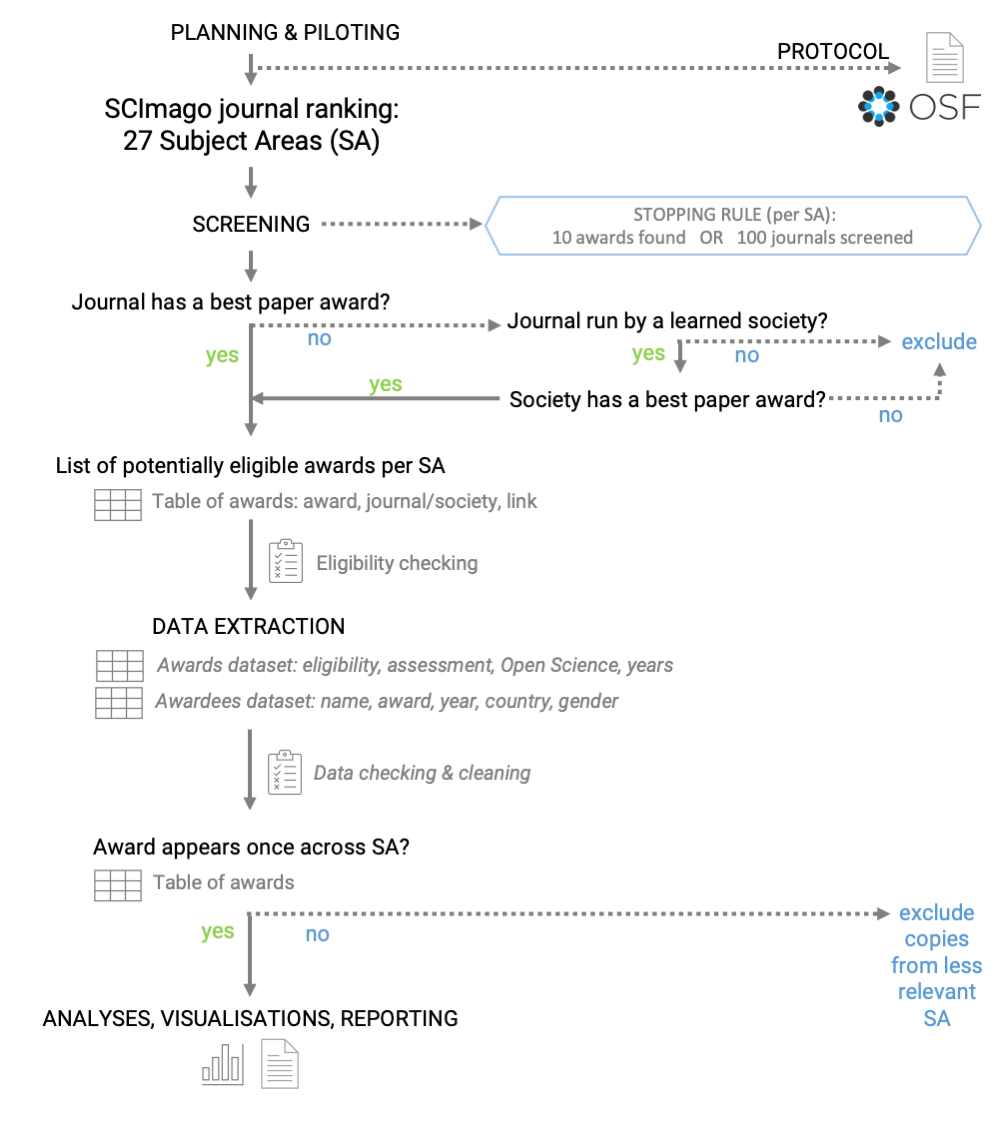 PLANNING & PILOTING
PROTOCOL
OSF
SCImago journal ranking:
27 Subject Areas (SA)
SCREENING
STOPPING RULE (per SA):
10 awards found OR 100 journals screened
Journal has a best paper award?
no
Journal run by a learned society?
yes
yes
no
exclude
yes
Society has a best paper award?
no
List of potentially eligible awards per SA
Table of awards: award, journal/society, link
Eligibility checking
DATA EXTRACTION
Awards dataset: eligibility, assessment, Open Science, years
Awardees dataset: name, award, year, country, gender
Data checking & cleaning
Award appears once across SA?
Table of awards
yes
no
exclude
copies
from less
relevant
SA
ANALYSES, VISUALISATIONS, REPORTING